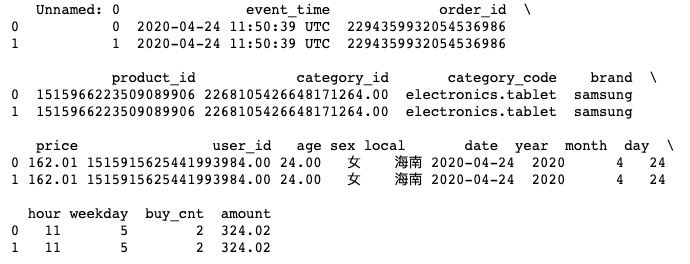 Unnamed: 0 event_time order_id \
0 0 2020-04-24 11:50:39 UTC 2294359932054536986
1 1 2020-04-24 11:50:39 UTC 2294359932054536986
product_id category_id category_code brand \
0 1515966223509089906 2268105426648171264.00 electronics.tablet samsung
1 1515966223509089906 2268105426648171264.00 electronics.tablet samsung
price user_id age sex local date year month day \
0 162.01 1515915625441993984.00 24.00 女 海南 2020-04-24 2020 4 24
1 162.01 1515915625441993984.00 24.00 女 海南 2020-04-24 2020 4 24
hour weekday buy_cnt amount
0 11 5 2 324.02
1 11 5 2 324.02